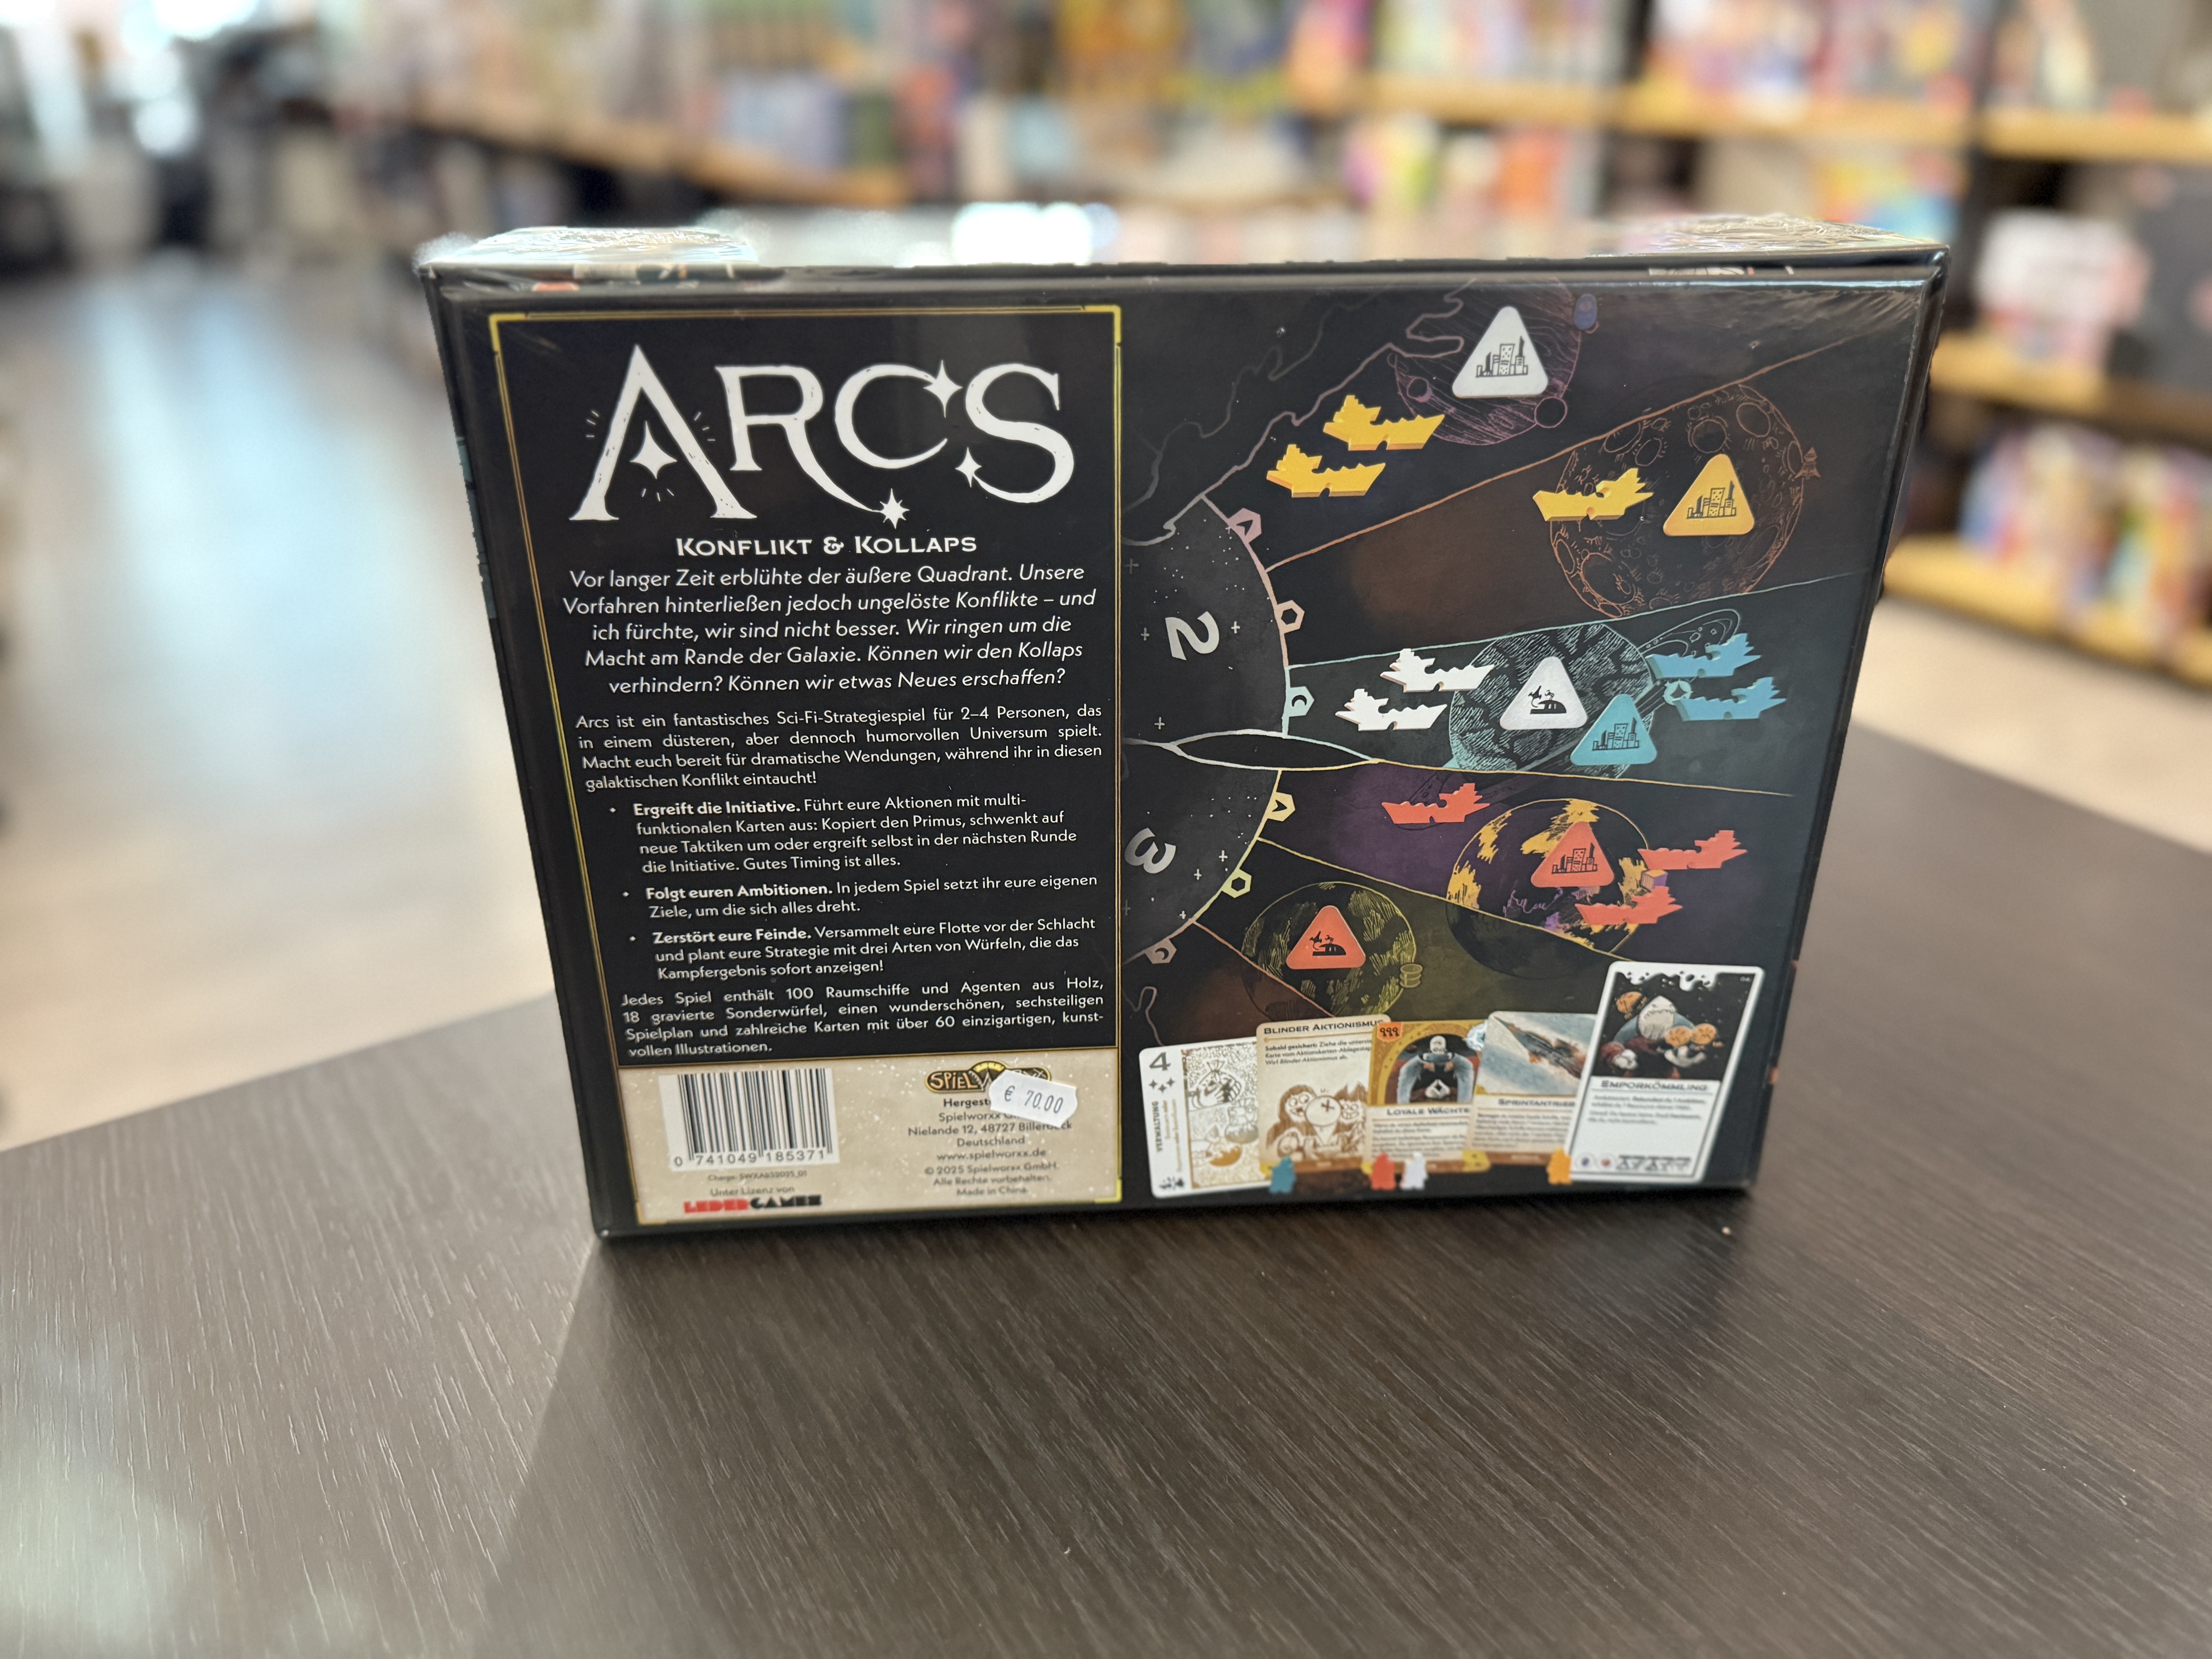 ARCS
KONFLIKT & KOLLAPS
Vor langer Zeit erblühte der äußere Quadrant. Unsere
Vorfahren hinterließen jedoch ungelöste Konflikte – und
ich fürchte, wir sind nicht besser. Wir ringen um die
Macht am Rande der Galaxie. Können wir den Kollaps
verhindern? Können wir etwas Neues erschaffen?
Arcs ist ein fantastisches Sci-Fi-Strategiespiel für 2–4 Personen, das
in einem düsteren, aber dennoch humorvollen Universum spielt.
Macht euch bereit für dramatische Wendungen, während ihr in diesen
galaktischen Konflikt eintaucht!
• Ergreift die Initiative. Führt eure Aktionen mit multi-
funktionalen Karten aus: Kopiert den Primus, schwenkt auf
neue Taktiken um oder ergreift selbst in der nächsten Runde
die Initiative. Gutes Timing ist alles.
• Folgt euren Ambitionen. In jedem Spiel setzt ihr eure eigenen
Ziele, um die sich alles dreht.
• Zerstört eure Feinde. Versammelt eure Flotte vor der Schlacht
und plant eure Strategie mit drei Arten von Würfeln, die das
Kampfergebnis sofort anzeigen!
Jedes Spiel enthält 100 Raumschiffe und Agenten aus Holz,
18 gravierte Sonderwürfel, einen wunderschönen, sechsteiligen
Spielplan und zahlreiche Karten mit über 60 einzigartigen, kunst-
vollen Illustrationen.
0 741049 185371
Unter Lizenz von
LEDER GAMES
SPIEL
€ 70.00
Hergest
Spielworxx
Nielande 12, 48727 Billerbeck
Deutschland
www.spielworxx.de
© 2025 Spielworxx GmbH.
Alle Rechte vorbehalten.
Made in China
2
3
4
VERWALTUNG
BLINDER AKTIONISMUS
LOYALE WÄCHTE
SPRINTANTRIEB
EMPORKÖMMLING